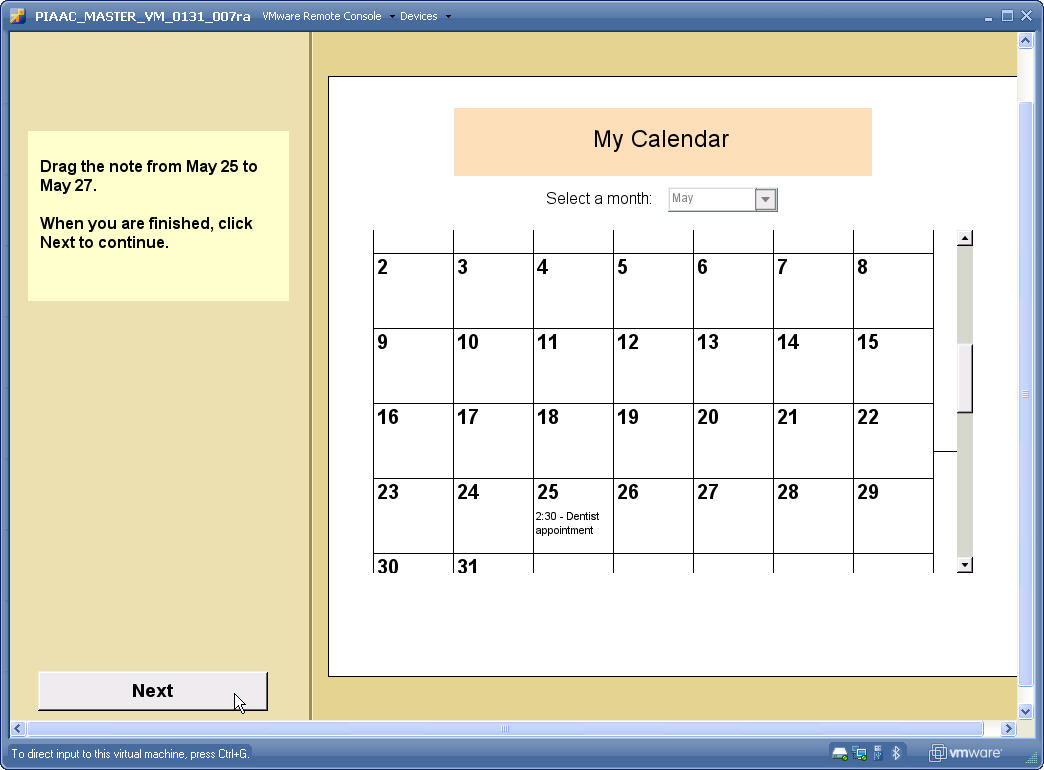 PIAAC_MASTER_VM_0131_007ra VMware Remote Console Devices
Drag the note from May 25 to
May 27.
When you are finished, click
Next to continue.
Next
My Calendar
Select a month: May
2 3 4 5 6 7 8
9 10 11 12 13 14 15
16 17 18 19 20 21 22
23 24 25 26 27 28 29
2:30 - Dentist
appointment
30 31
To direct input to this virtual machine, press Ctrl+G.
vmware